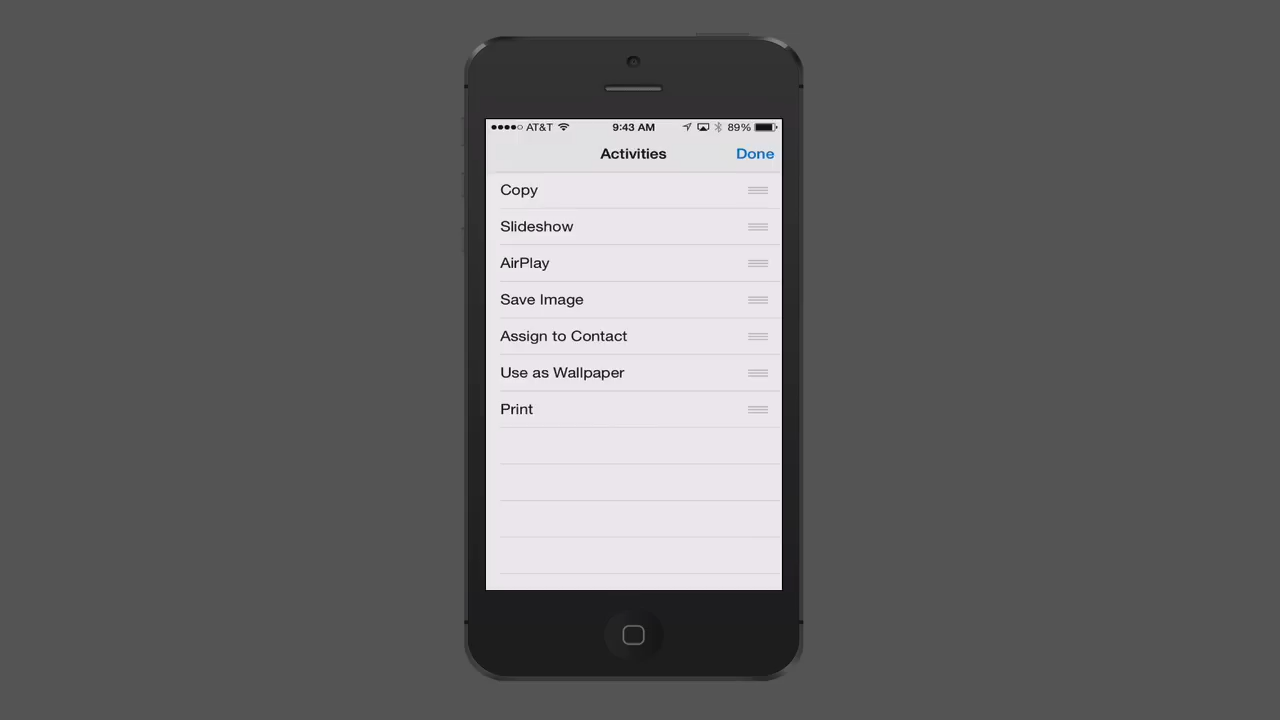 AT&T 9:43 AM 89%
Activities Done
Copy
Slideshow
AirPlay
Save Image
Assign to Contact
Use as Wallpaper
Print